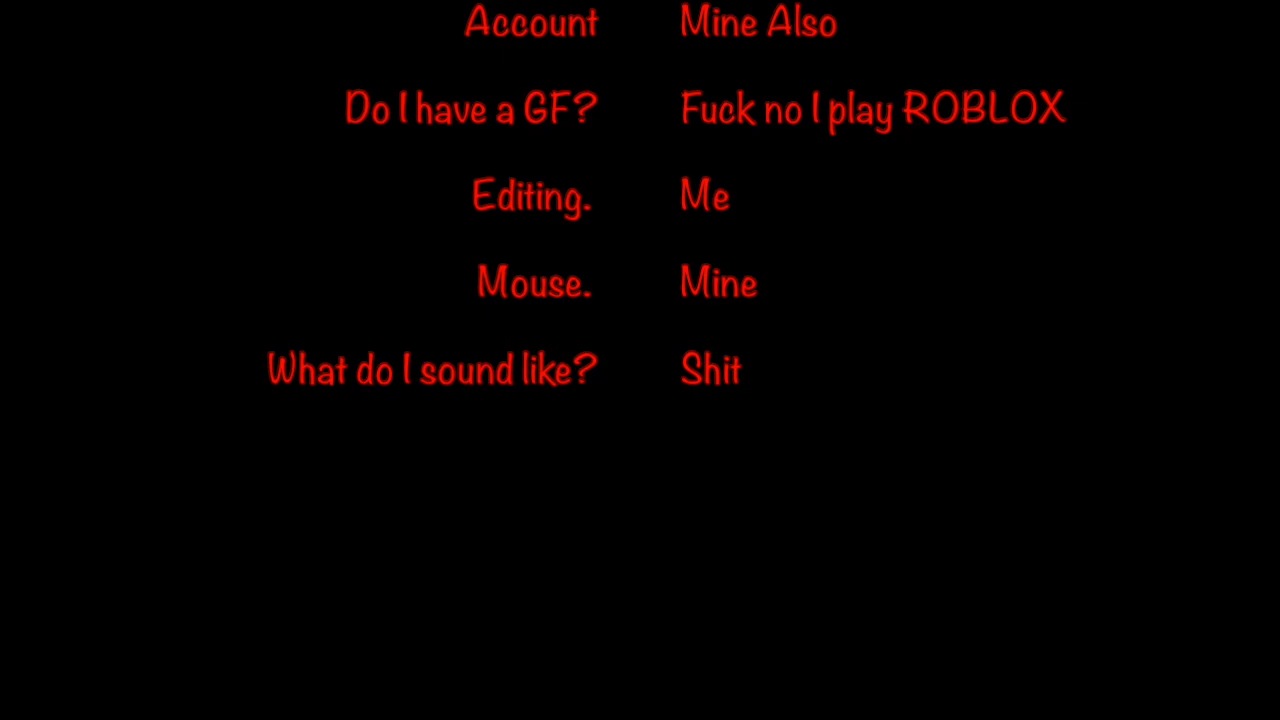 Account Mine Also
Do I have a GF? Fuck no I play ROBLOX
Editing. Me
Mouse. Mine
What do I sound like? Shit